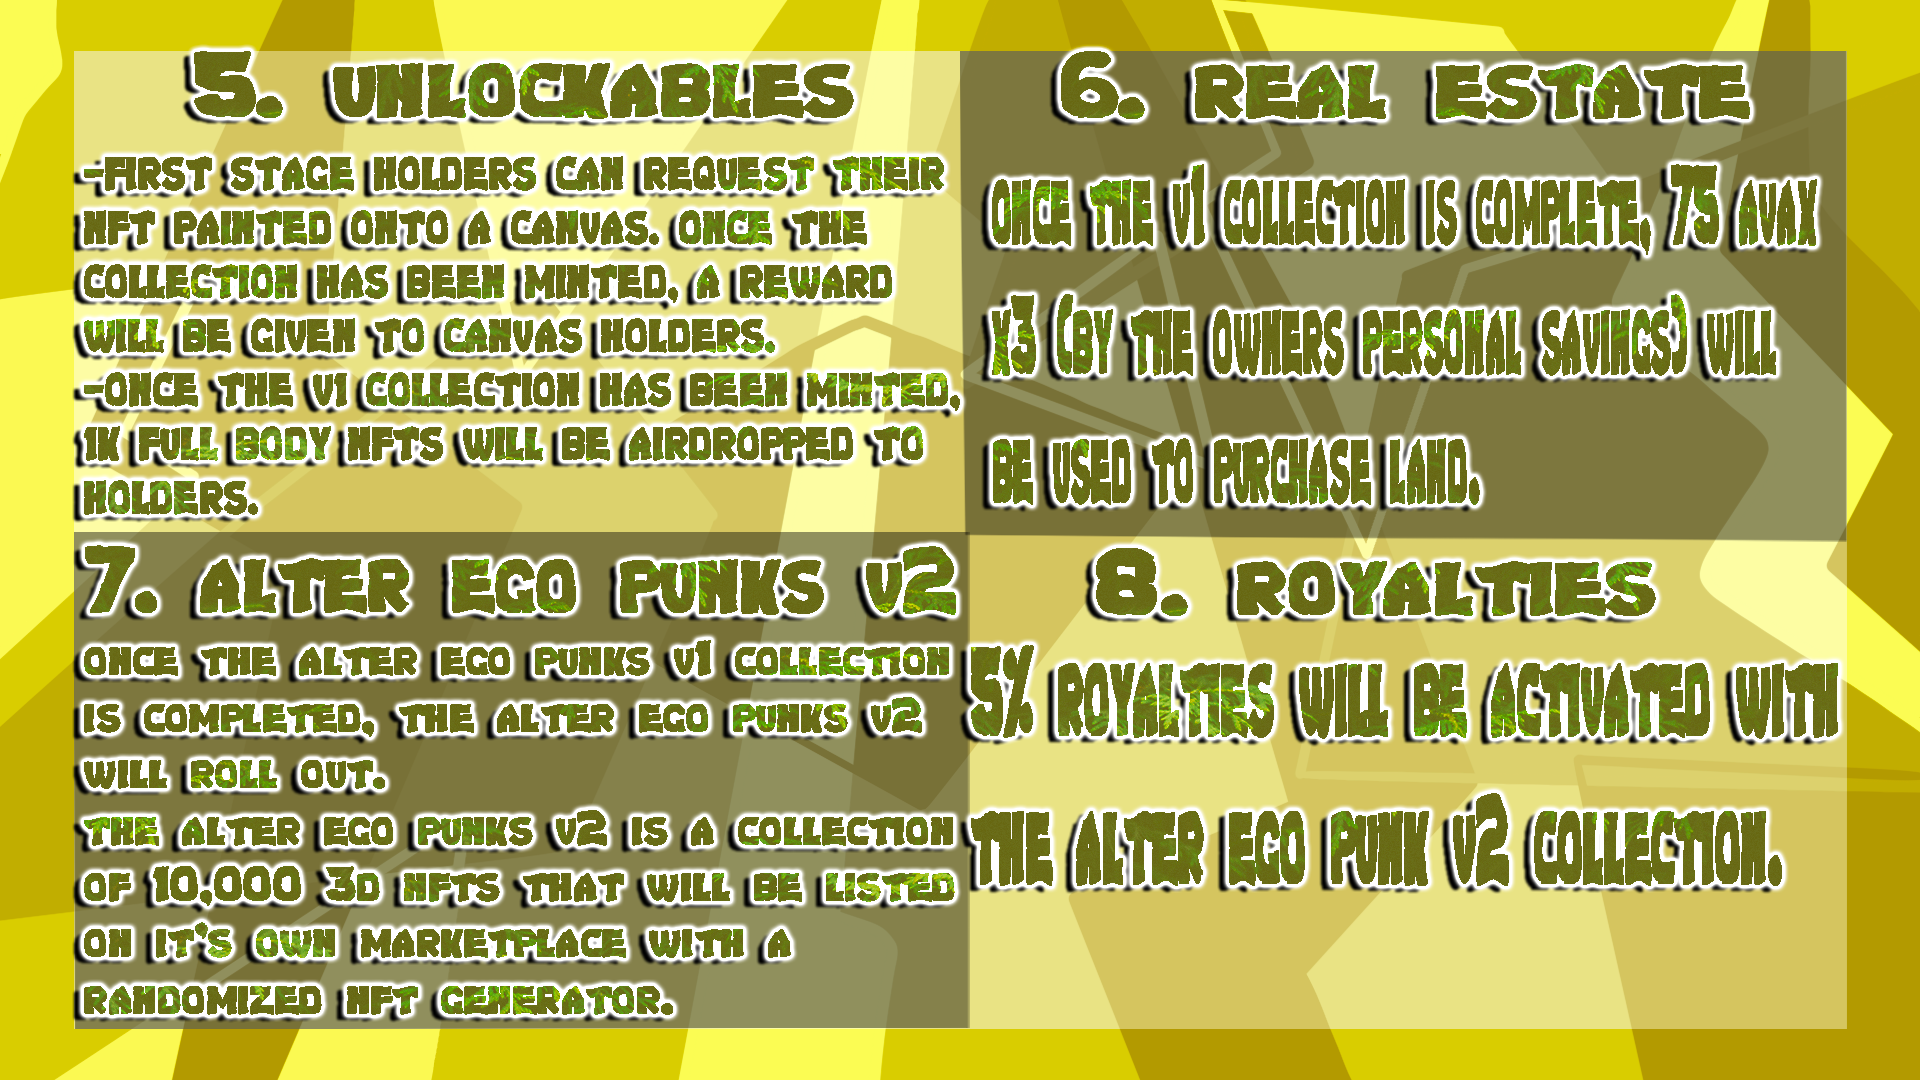 5. UNLOCKABLES
-FIRST STAGE HOLDERS CAN REQUEST THEIR
NFT PAINTED ONTO A CANVAS. ONCE THE
COLLECTION HAS BEEN MINTED, A REWARD
WILL BE GIVEN TO CANVAS HOLDERS.
-ONCE THE V1 COLLECTION HAS BEEN MINTED,
1K FULL BODY NFTS WILL BE AIRDROPPED TO
HOLDERS.
6. REAL ESTATE
ONCE THE V1 COLLECTION IS COMPLETE, 75 AVAX
X3 (BY THE OWNERS PERSONAL SAVINGS) WILL
BE USED TO PURCHASE LAND.
7. ALTER EGO PUNKS V2
ONCE THE ALTER EGO PUNKS V1 COLLECTION
IS COMPLETED, THE ALTER EGO PUNKS V2
WILL ROLL OUT.
THE ALTER EGO PUNKS V2 IS A COLLECTION
OF 10,000 3D NFTS THAT WILL BE LISTED
ON IT'S OWN MARKETPLACE WITH A
RANDOMIZED NFT GENERATOR.
8. ROYALTIES
5% ROYALTIES WILL BE ACTIVATED WITH
THE ALTER EGO PUNK V2 COLLECTION.